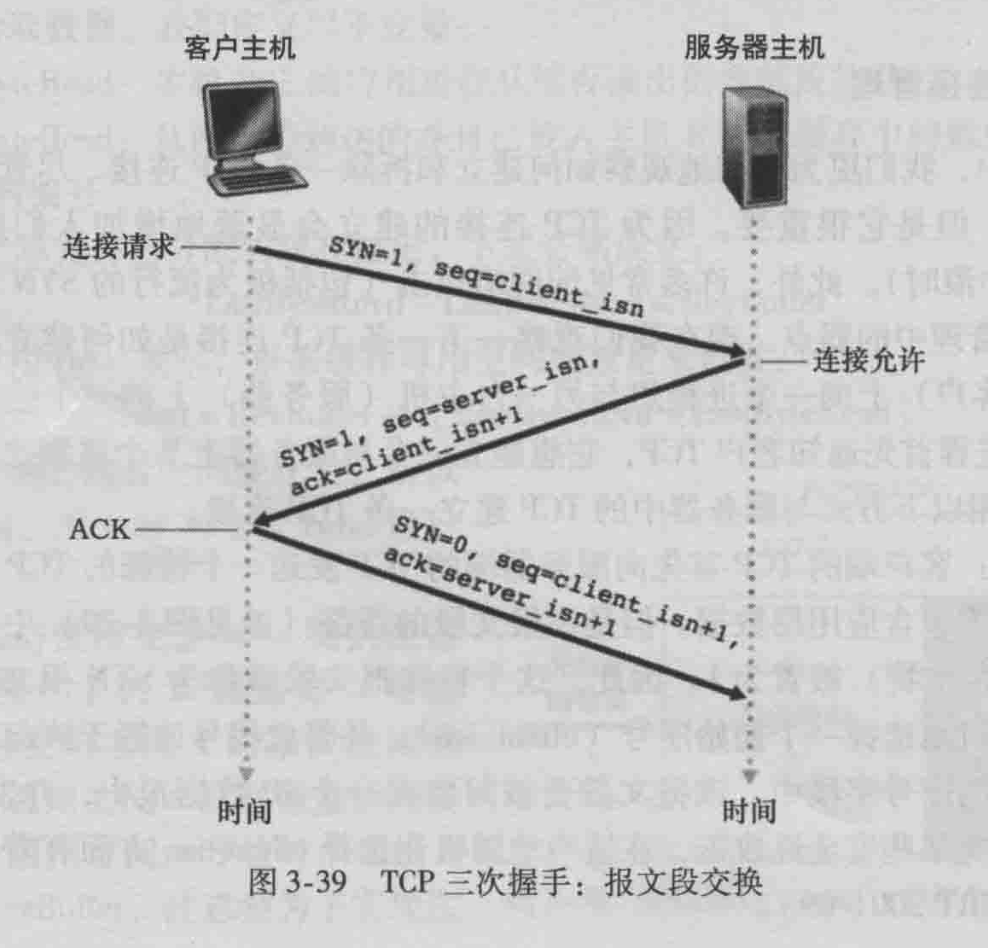 客户主机
服务器主机
连接请求
SYN=1, seq=client_isn
连接允许
SYN=1, seq=server_isn,
ack=client_isn+1
ACK
SYN=0, seq=client_isn+1,
ack=server_isn+1
时间
时间
图 3-39 TCP 三次握手：报文段交换